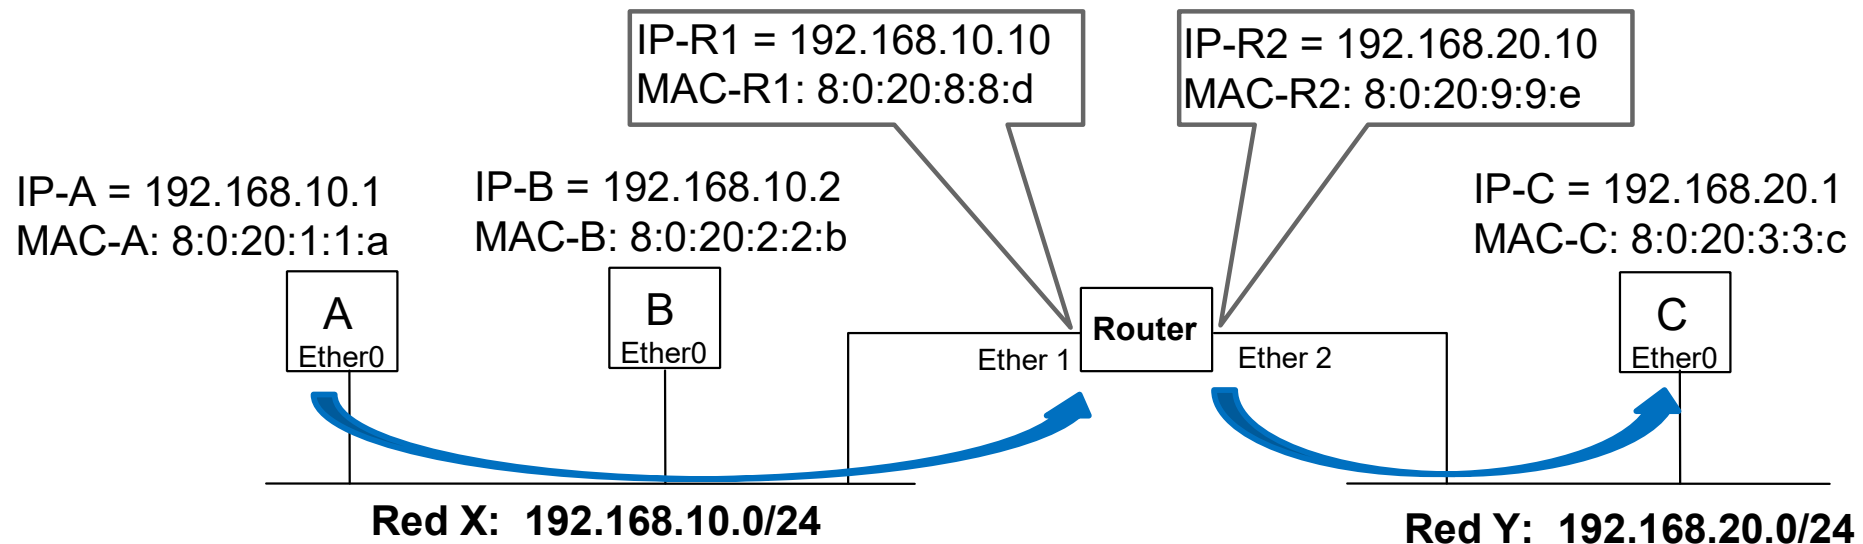 IP-R1 = 192.168.10.10
MAC-R1: 8:0:20:8:8:d
IP-R2 = 192.168.20.10
MAC-R2: 8:0:20:9:9:e
IP-A = 192.168.10.1
MAC-A: 8:0:20:1:1:a
IP-B = 192.168.10.2
MAC-B: 8:0:20:2:2:b
IP-C = 192.168.20.1
MAC-C: 8:0:20:3:3:c
A
Ether0
B
Ether0
Ether 1
Router
Ether 2
C
Ether0
Red X: 192.168.10.0/24
Red Y: 192.168.20.0/24